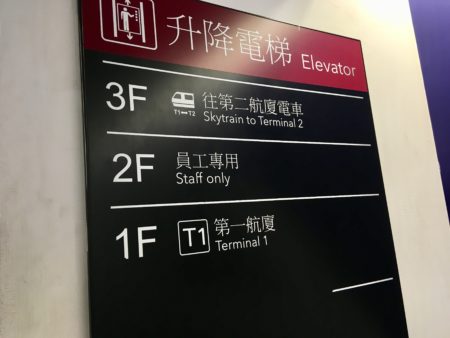 升降電梯 Elevator
3F 往第二航廈電車
T1↔T2 Skytrain to Terminal 2
2F 員工專用
Staff only
1F T1 第一航廈
Terminal 1